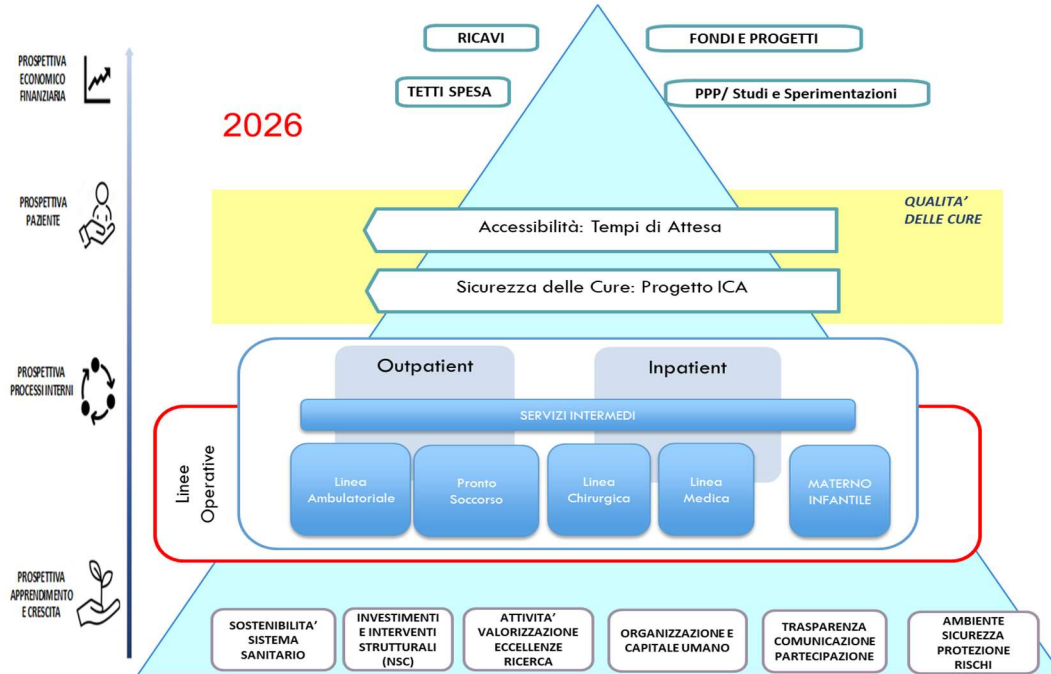 RICAVI
FONDI E PROGETTI
PROSPETTIVA
ECONOMICO
FINANZIARIA
TETTI SPESA
PPP/ Studi e Sperimentazioni
2026
PROSPETTIVA
PAZIENTE
QUALITA’
DELLE CURE
Accessibilità: Tempi di Attesa
Sicurezza delle Cure: Progetto ICA
PROSPETTIVA
PROCESSI INTERNI
Outpatient
Inpatient
SERVIZI INTERMEDI
Linee
Operative
Linea
Ambulatoriale
Pronto
Soccorso
Linea
Chirurgica
Linea
Medica
MATERNO
INFANTILE
PROSPETTIVA
APPRENDIMENTO
E CRESCITA
SOSTENIBILITA’
SISTEMA
SANITARIO
INVESTIMENTI
E INTERVENTI
STRUTTURALI
(NSC)
ATTIVITA’
VALORIZZAZIONE
ECCELLENZE
RICERCA
ORGANIZZAZIONE E
CAPITALE UMANO
TRASPARENZA
COMUNICAZIONE
PARTECIPAZIONE
AMBIENTE
SICUREZZA
PROTEZIONE
RISCHI